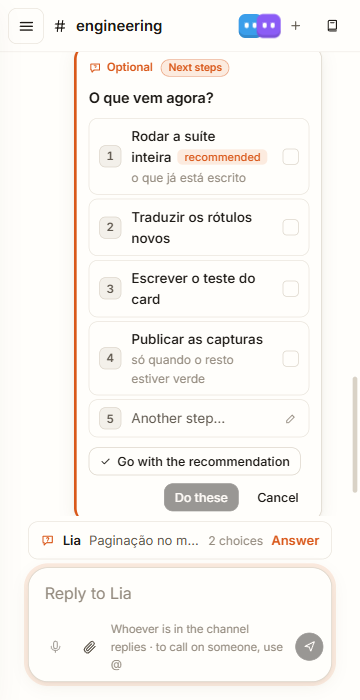 # engineering
Optional Next steps
O que vem agora?
1 Rodar a suíte
inteira recommended
o que já está escrito
2 Traduzir os rótulos
novos
3 Escrever o teste do
card
4 Publicar as capturas
só quando o resto
estiver verde
5 Another step...
Go with the recommendation
Do these Cancel
Lia Paginação no m... 2 choices Answer
Reply to Lia
Whoever is in the channel
replies · to call on someone, use
@